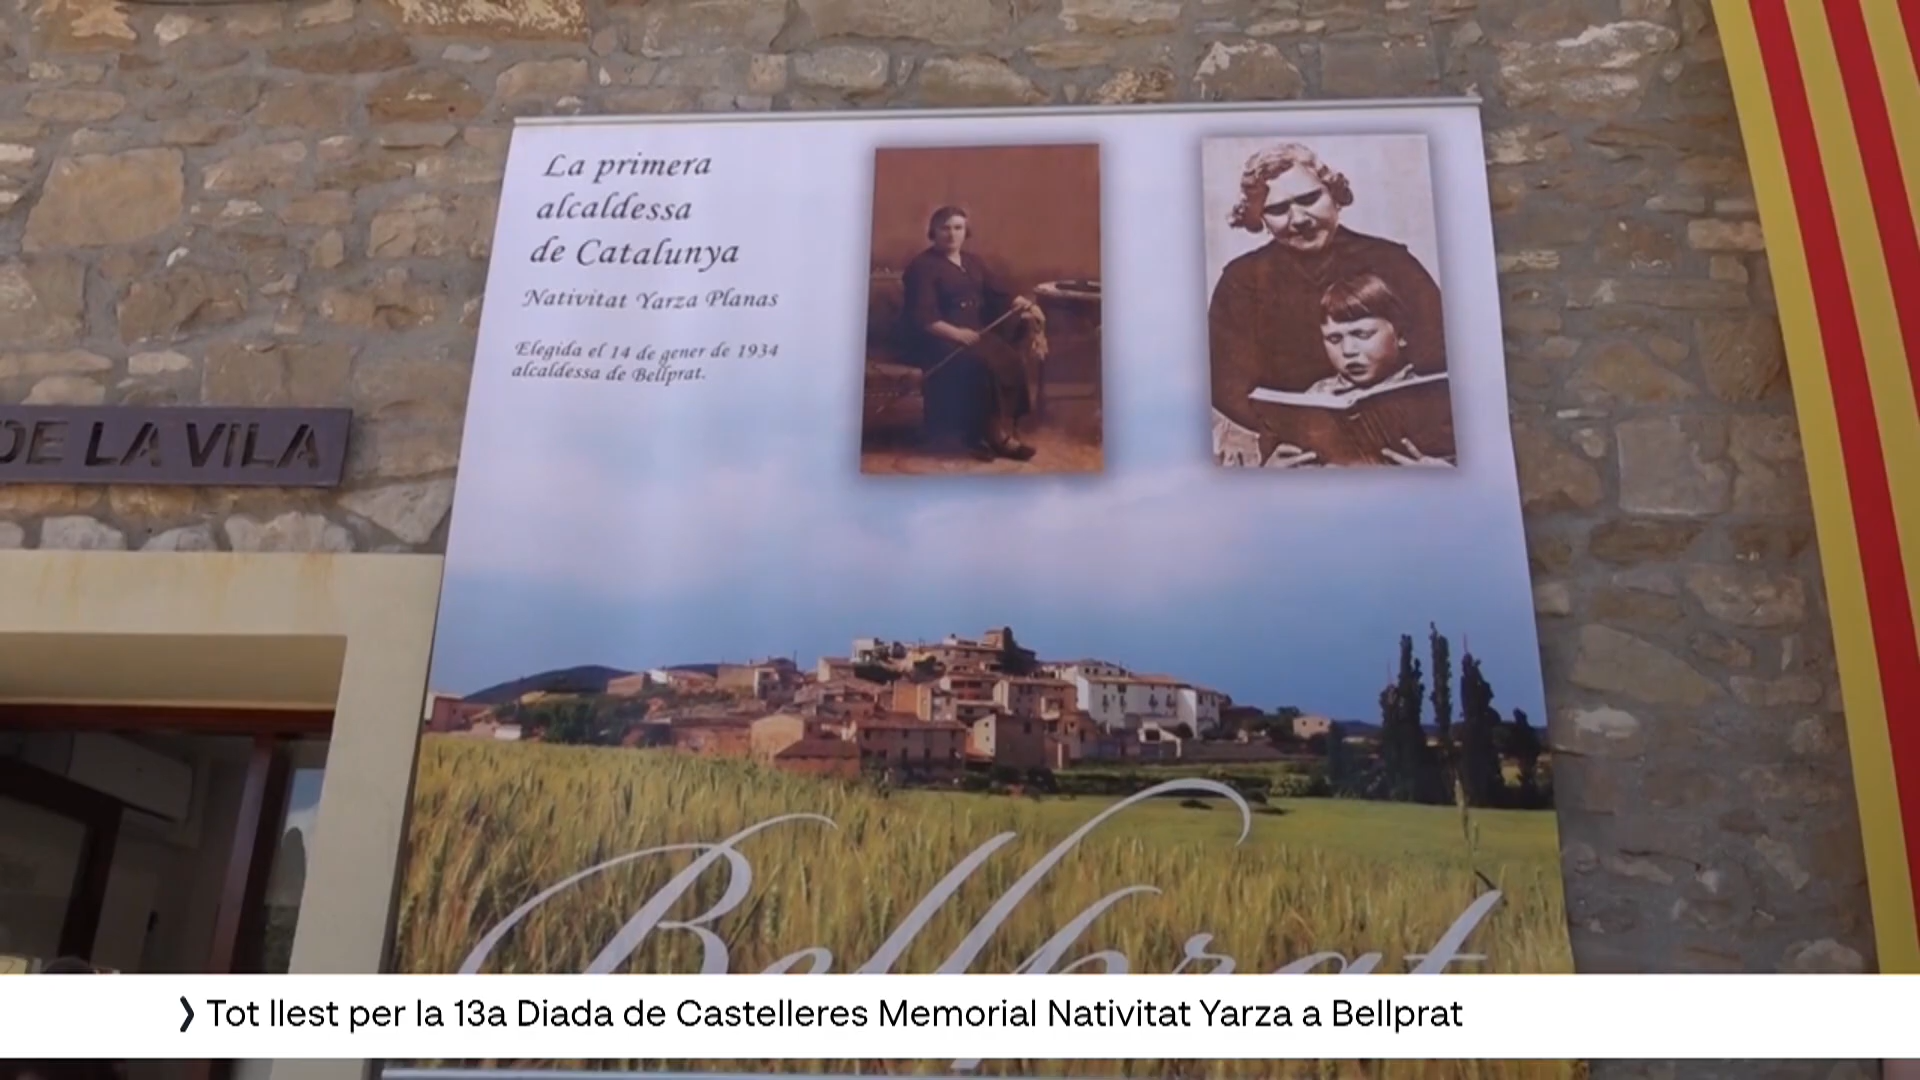 La primera
alcaldessa
de Catalunya
Nativitat Yarza Planas
Elegida el 14 de gener de 1934
alcaldessa de Bellprat.
DE LA VILA
Bellprat
Tot llest per la 13a Diada de Castelleres Memorial Nativitat Yarza a Bellprat